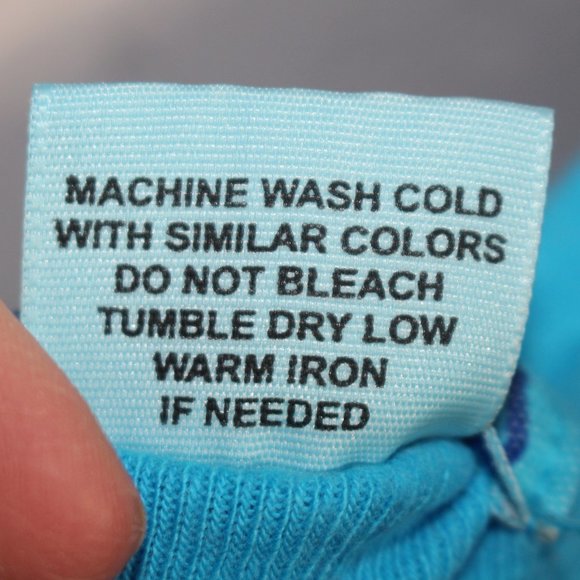 MACHINE WASH COLD
WITH SIMILAR COLORS
DO NOT BLEACH
TUMBLE DRY LOW
WARM IRON
IF NEEDED